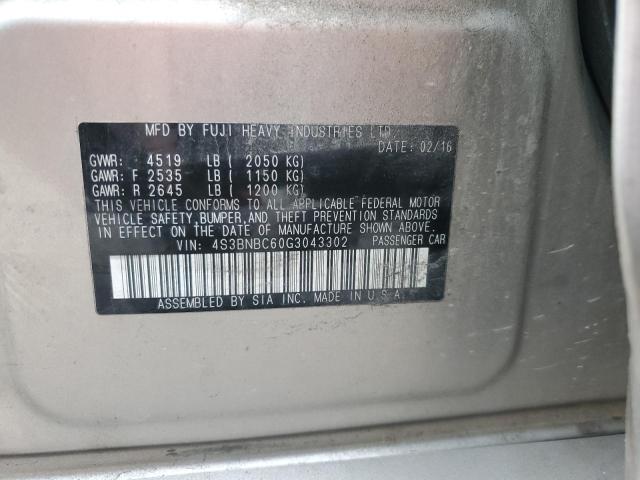 MFD BY FUJI HEAVY INDUSTRIES LTD.
DATE: 02/16
GVWR: 4519 LB ( 2050 KG)
GAWR: F 2535 LB ( 1150 KG)
GAWR: R 2645 LB ( 1200 KG)
THIS VEHICLE CONFORMS TO ALL APPLICABLE FEDERAL MOTOR
VEHICLE SAFETY, BUMPER, AND THEFT PREVENTION STANDARDS
IN EFFECT ON THE DATE OF MANUFACTURE SHOWN ABOVE.
VIN: 4S3BNBC60G3043302 PASSENGER CAR
ASSEMBLED BY SIA INC. MADE IN U.S.A.